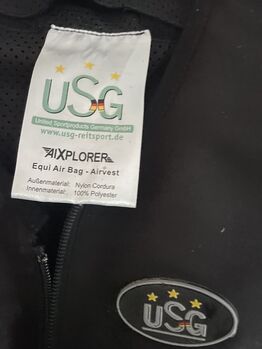 USG
United Sportproducts Germany GmbH
www.usg-reitsport.de
AIXPLORER
Equi Air Bag - Airvest
Außenmaterial: Nylon Cordura
Innenmaterial: 100% Polyester
USG